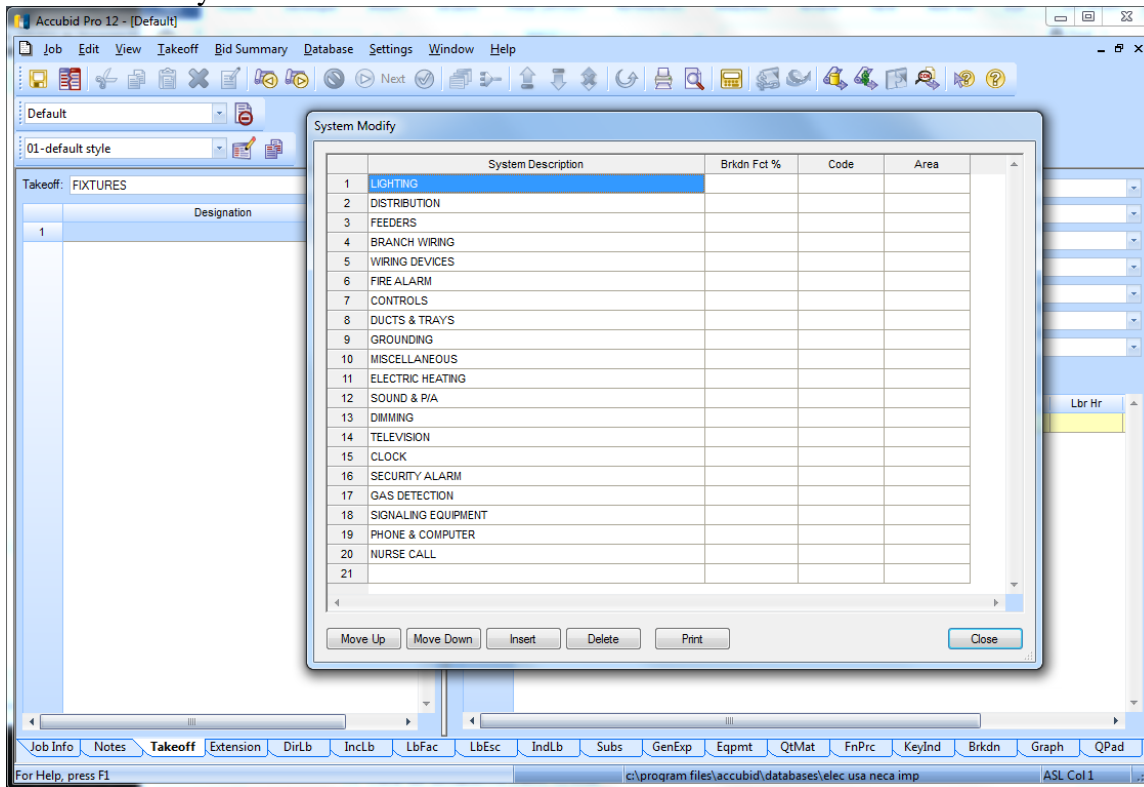 Accubid Pro 12 - [Default]
Job Edit View Takeoff Bid Summary Database Settings Window Help
Next
Default
01-default style
System Modify
System Description Brkdn Fct % Code Area
Takeoff: FIXTURES
Designation
1
1 LIGHTING
2 DISTRIBUTION
3 FEEDERS
4 BRANCH WIRING
5 WIRING DEVICES
6 FIRE ALARM
7 CONTROLS
8 DUCTS & TRAYS
9 GROUNDING
10 MISCELLANEOUS
11 ELECTRIC HEATING
12 SOUND & P/A
13 DIMMING
14 TELEVISION
15 CLOCK
16 SECURITY ALARM
17 GAS DETECTION
18 SIGNALING EQUIPMENT
19 PHONE & COMPUTER
20 NURSE CALL
21
Lbr Hr
Move Up Move Down Insert Delete Print Close
Job Info Notes Takeoff Extension DirLb IncLb LbFac LbEsc IndLb Subs GenExp Eqpmt QtMat FnPrc KeyInd Brkdn Graph QPad
For Help, press F1 c:\program files\accubid\databases\elec usa neca imp ASL Col 1